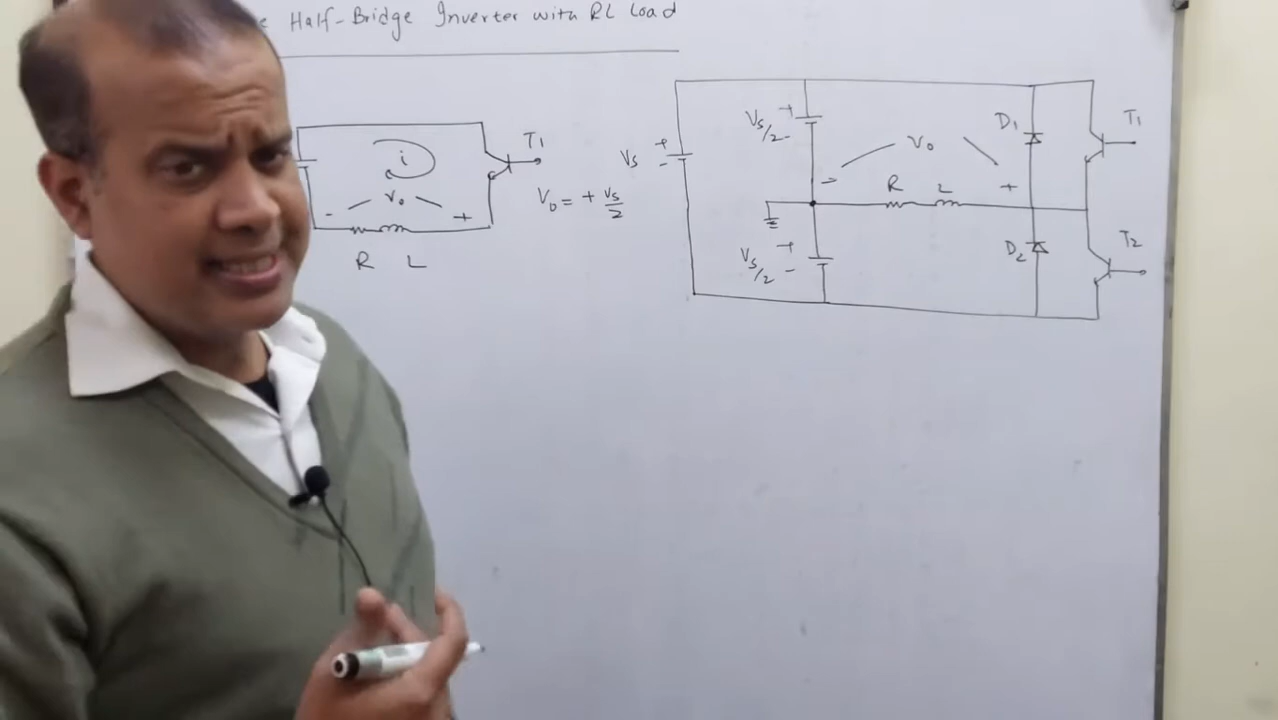 Half-Bridge Inverter with RL Load
i
T1
- v0 +
V0 = + Vs/2
R L
Vs + -
Vs/2 + -
- V0 +
R L
D1
T1
Vs/2 + -
D2
T2